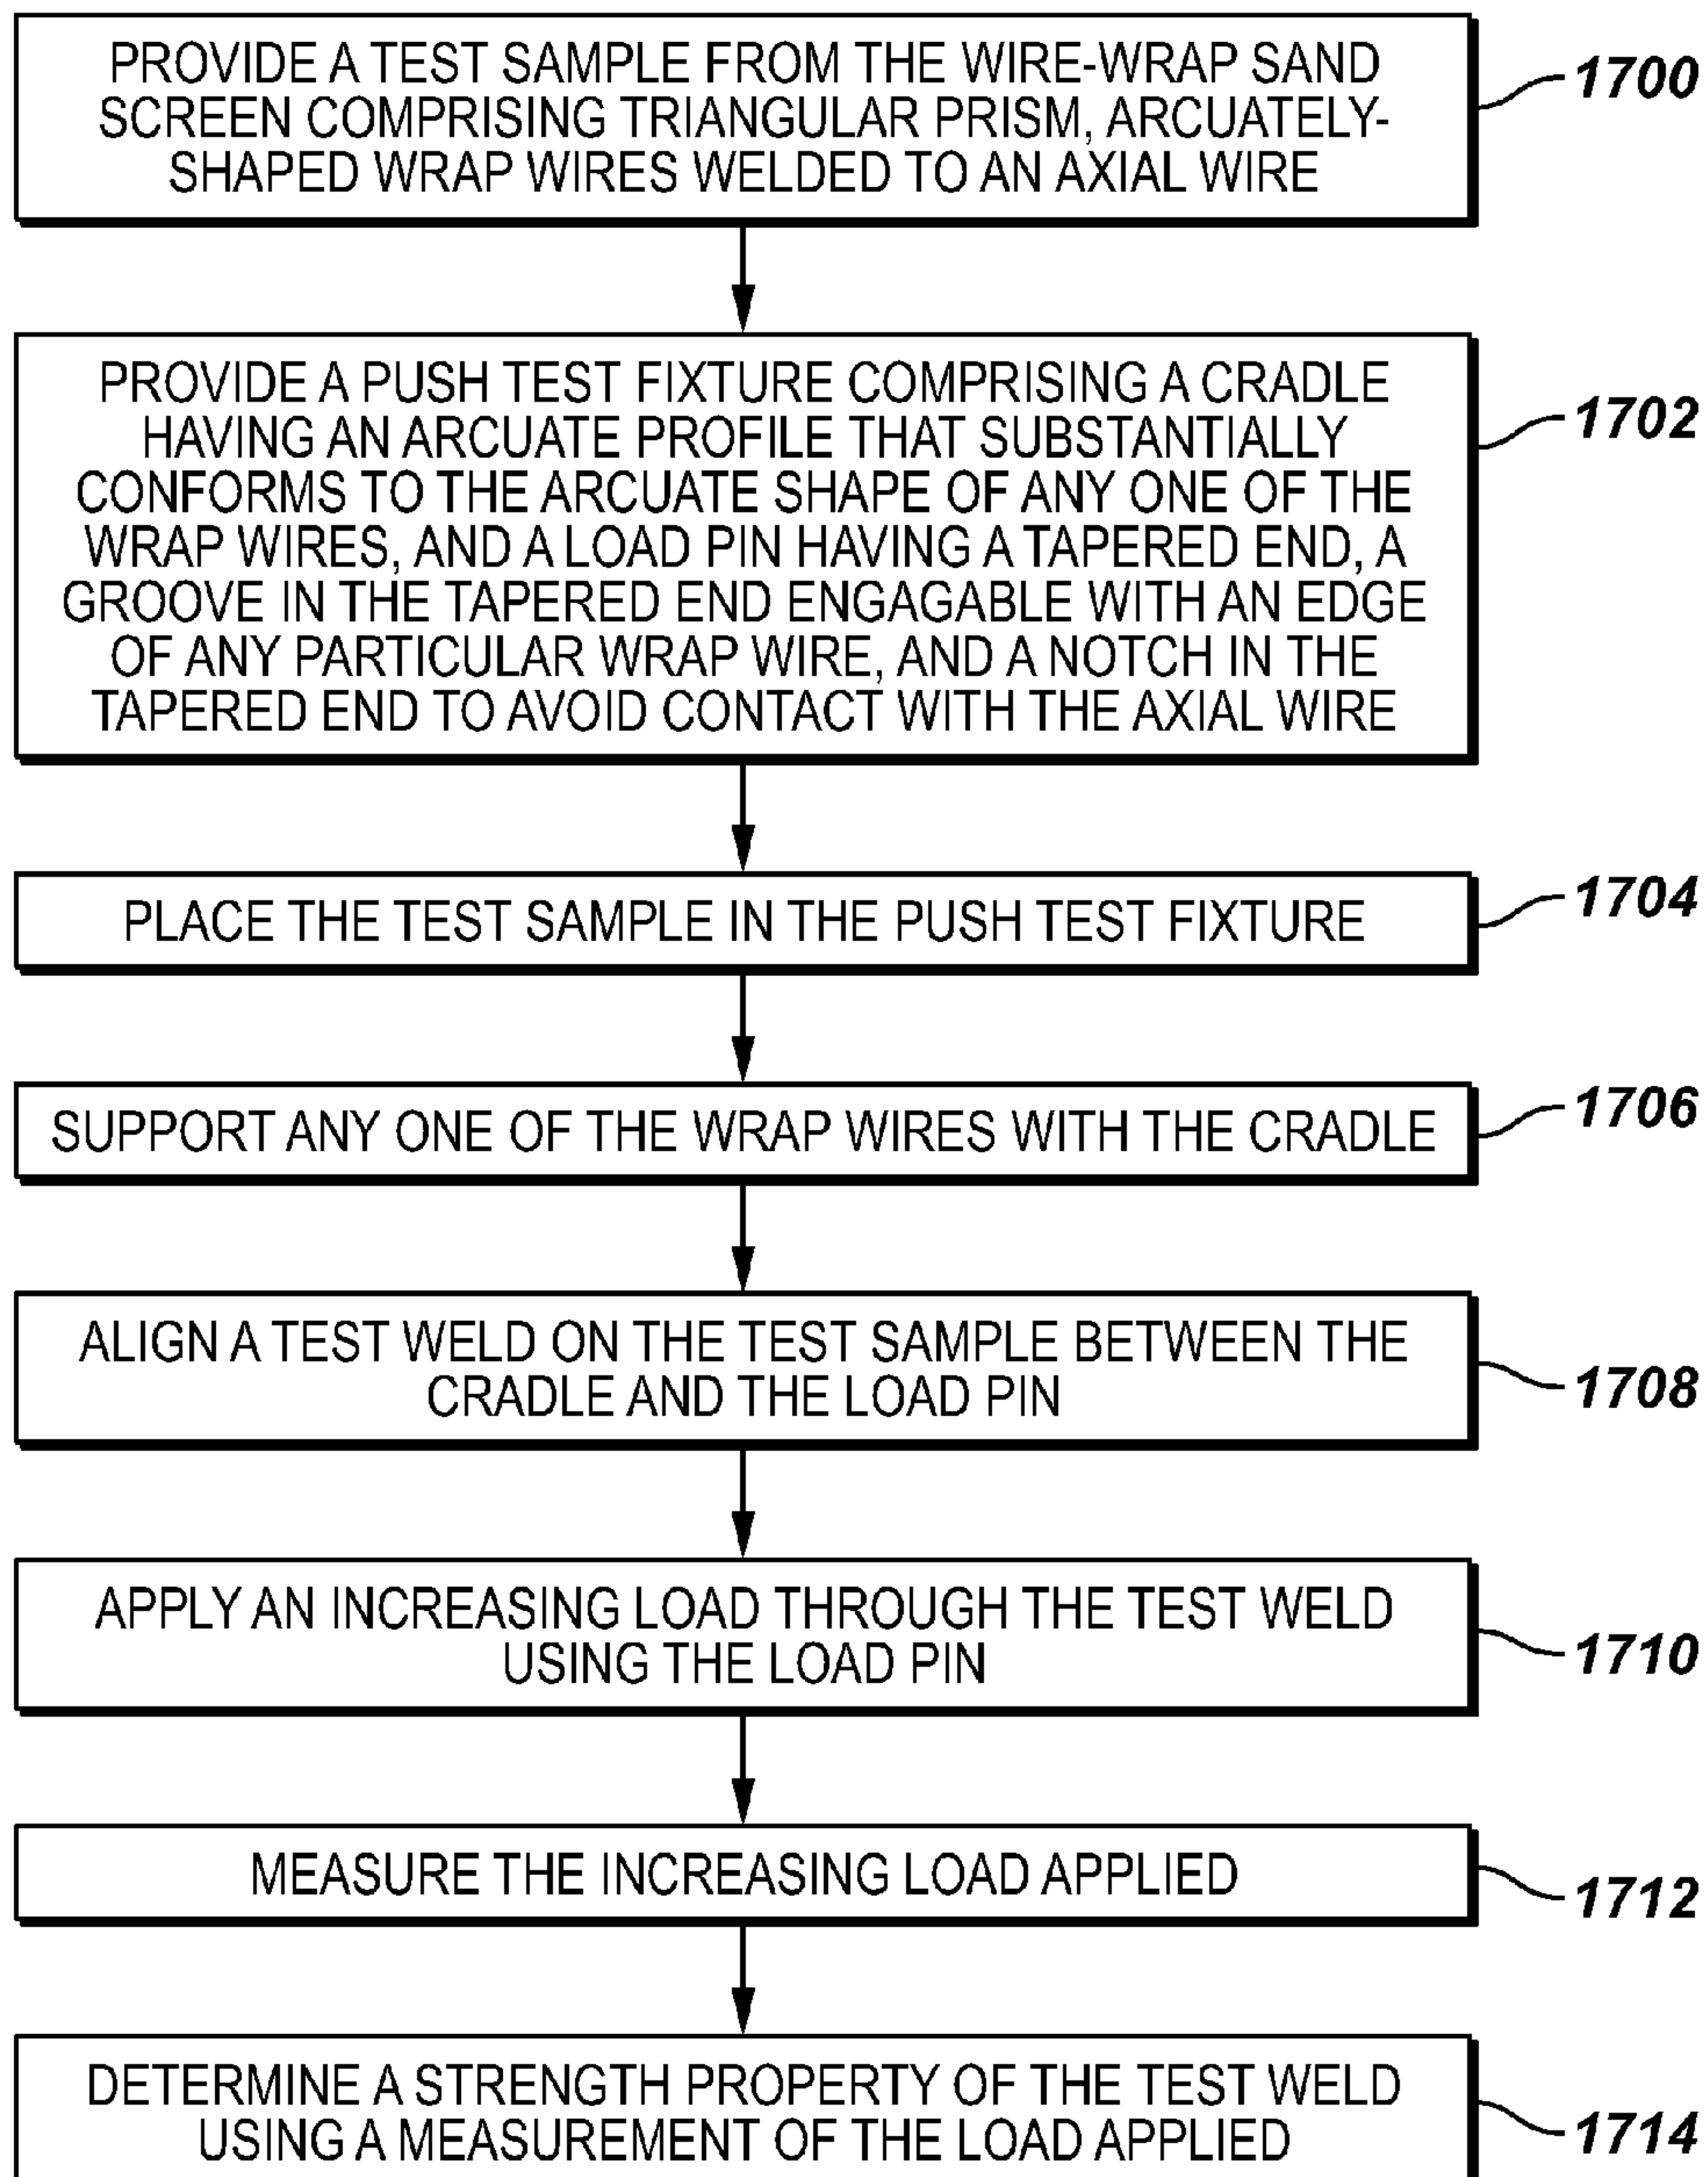 PROVIDE A TEST SAMPLE FROM THE WIRE-WRAP SAND
SCREEN COMPRISING TRIANGULAR PRISM, ARCUATELY-
SHAPED WRAP WIRES WELDED TO AN AXIAL WIRE
1700
PROVIDE A PUSH TEST FIXTURE COMPRISING A CRADLE
HAVING AN ARCUATE PROFILE THAT SUBSTANTIALLY
CONFORMS TO THE ARCUATE SHAPE OF ANY ONE OF THE
WRAP WIRES, AND A LOAD PIN HAVING A TAPERED END, A
GROOVE IN THE TAPERED END ENGAGABLE WITH AN EDGE
OF ANY PARTICULAR WRAP WIRE, AND A NOTCH IN THE
TAPERED END TO AVOID CONTACT WITH THE AXIAL WIRE
1702
PLACE THE TEST SAMPLE IN THE PUSH TEST FIXTURE
1704
SUPPORT ANY ONE OF THE WRAP WIRES WITH THE CRADLE
1706
ALIGN A TEST WELD ON THE TEST SAMPLE BETWEEN THE
CRADLE AND THE LOAD PIN
1708
APPLY AN INCREASING LOAD THROUGH THE TEST WELD
USING THE LOAD PIN
1710
MEASURE THE INCREASING LOAD APPLIED
1712
DETERMINE A STRENGTH PROPERTY OF THE TEST WELD
USING A MEASUREMENT OF THE LOAD APPLIED
1714